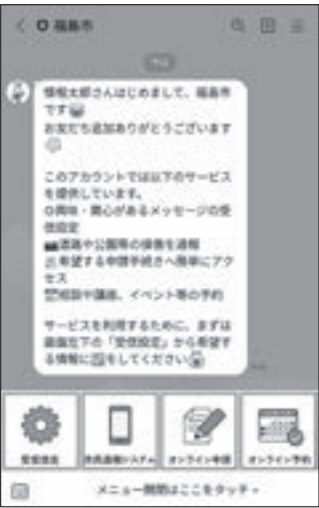 福島市
情報太郎さんはじめまして、福島市
です
お友だち追加ありがとうございます
このアカウントでは以下のサービス
を提供しています。
○興味・関心があるメッセージの受
信設定
道路や公園等の損傷を通報
希望する申請手続きへ簡単にアク
セス
相談や講座、イベント等の予約
サービスを利用するために、まずは
画面左下の「受信設定」から希望す
る情報に☑をしてください
受信設定
市民通報システム
オンライン申請
オンライン予約
メニュー開閉はここをタッチ